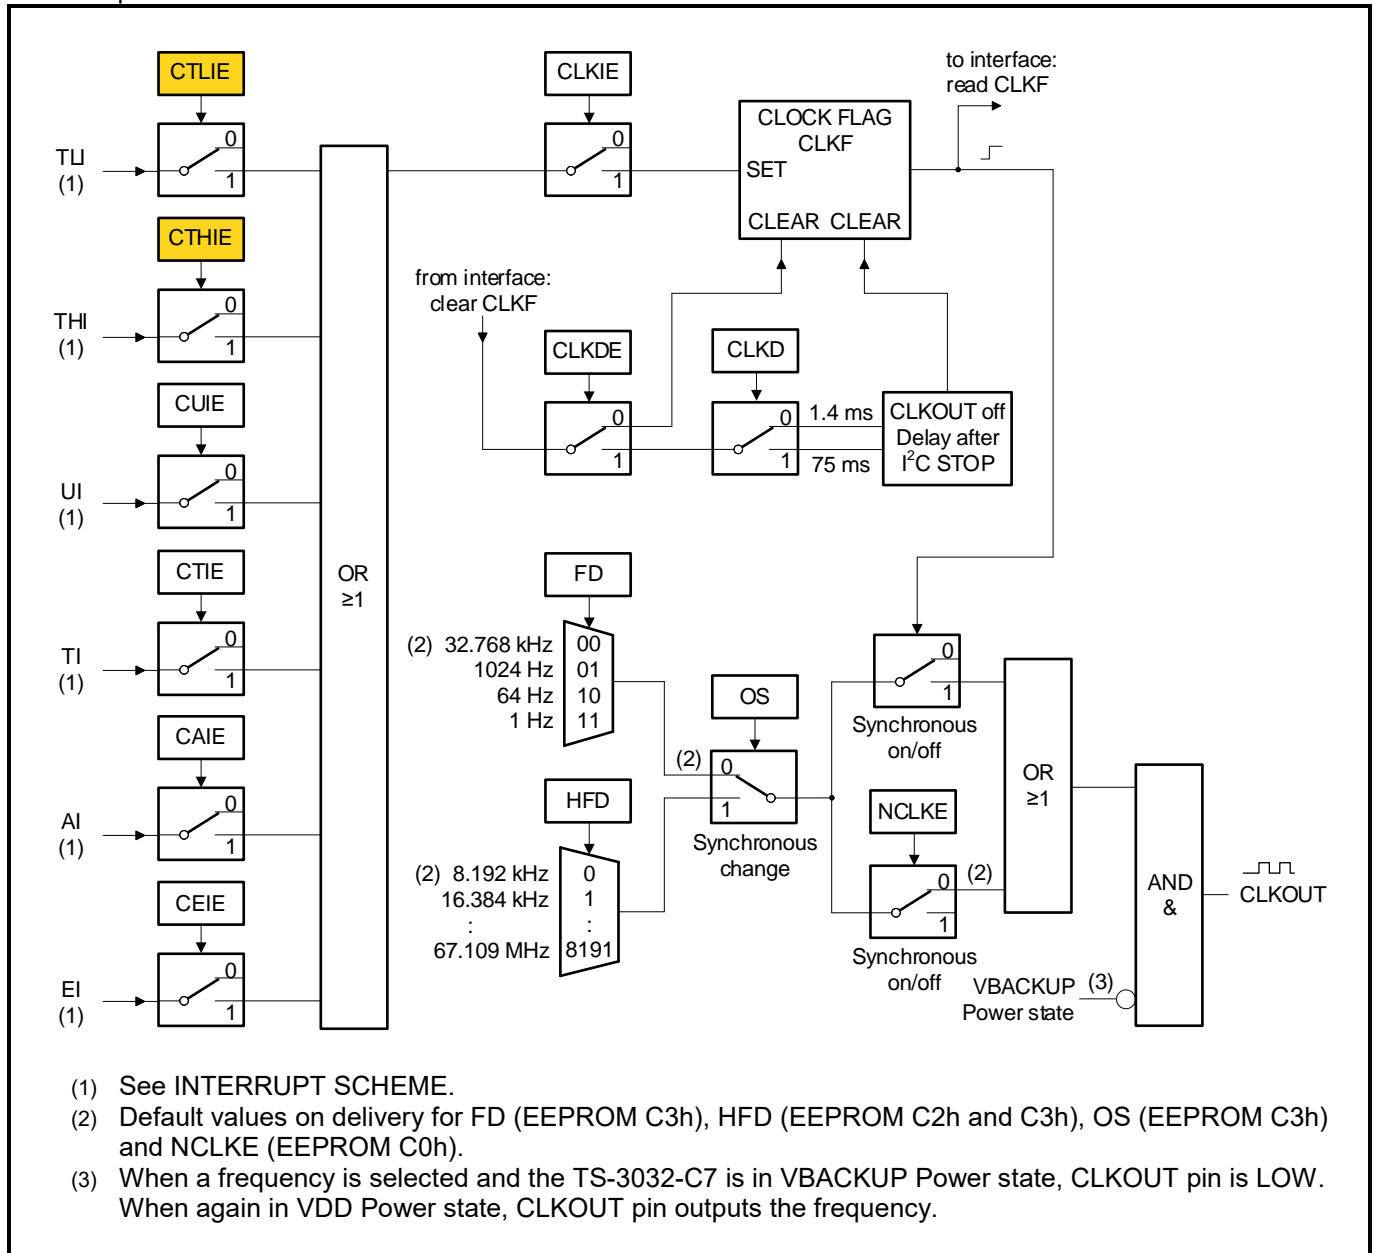 CTLIE
TLI
(1)
0
1
CTHIE
THI
(1)
0
1
CUIE
UI
(1)
0
1
CTIE
TI
(1)
0
1
CAIE
AI
(1)
0
1
CEIE
EI
(1)
0
1
OR
≥1
CLKIE
0
1
CLOCK FLAG
CLKF
SET
CLEAR CLEAR
to interface:
read CLKF
from interface:
clear CLKF
CLKDE
0
1
CLKD
0
1
1.4 ms
75 ms
CLKOUT off
Delay after
I²C STOP
FD
(2) 32.768 kHz 00
1024 Hz 01
64 Hz 10
1 Hz 11
HFD
(2) 8.192 kHz 0
16.384 kHz 1
: :
67.109 MHz 8191
OS
(2)
0
1
Synchronous
change
0
1
Synchronous
on/off
NCLKE
0
1
(2)
Synchronous
on/off
OR
≥1
VBACKUP (3)
Power state
AND
&
CLKOUT
(1) See INTERRUPT SCHEME.
(2) Default values on delivery for FD (EEPROM C3h), HFD (EEPROM C2h and C3h), OS (EEPROM C3h)
and NCLKE (EEPROM C0h).
(3) When a frequency is selected and the TS-3032-C7 is in VBACKUP Power state, CLKOUT pin is LOW.
When again in VDD Power state, CLKOUT pin outputs the frequency.